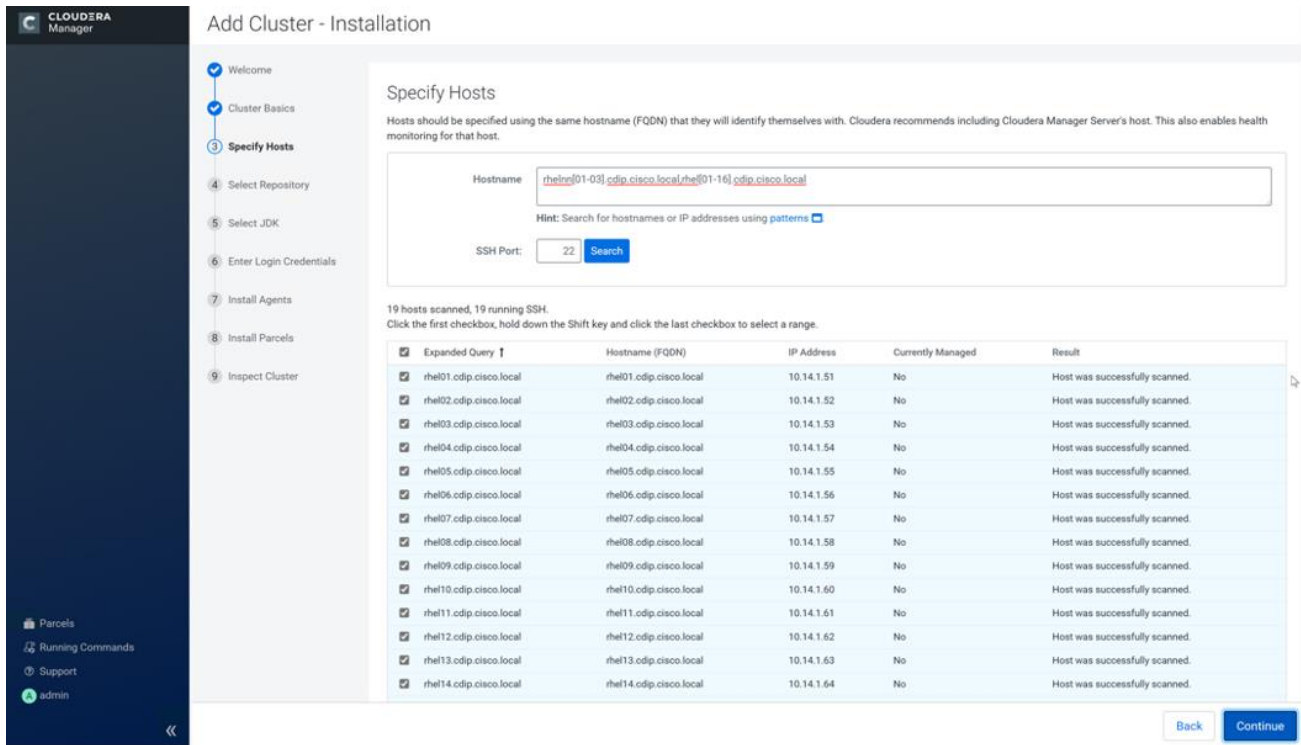 CLOUDERA
Manager
Add Cluster - Installation
Welcome
Cluster Basics
3 Specify Hosts
4 Select Repository
5 Select JDK
6 Enter Login Credentials
7 Install Agents
8 Install Parcels
9 Inspect Cluster
Parcels
Running Commands
Support
A admin
Specify Hosts
Hosts should be specified using the same hostname (FQDN) that they will identify themselves with. Cloudera recommends including Cloudera Manager Server's host. This also enables health
monitoring for that host.
Hostname rhelnn[01-03].cdip.cisco.local,rhel[01-16].cdip.cisco.local
Hint: Search for hostnames or IP addresses using patterns
SSH Port: 22 Search
19 hosts scanned, 19 running SSH.
Click the first checkbox, hold down the Shift key and click the last checkbox to select a range.
Expanded Query ↑ Hostname (FQDN) IP Address Currently Managed Result
rhel01.cdip.cisco.local rhel01.cdip.cisco.local 10.14.1.51 No Host was successfully scanned.
rhel02.cdip.cisco.local rhel02.cdip.cisco.local 10.14.1.52 No Host was successfully scanned.
rhel03.cdip.cisco.local rhel03.cdip.cisco.local 10.14.1.53 No Host was successfully scanned.
rhel04.cdip.cisco.local rhel04.cdip.cisco.local 10.14.1.54 No Host was successfully scanned.
rhel05.cdip.cisco.local rhel05.cdip.cisco.local 10.14.1.55 No Host was successfully scanned.
rhel06.cdip.cisco.local rhel06.cdip.cisco.local 10.14.1.56 No Host was successfully scanned.
rhel07.cdip.cisco.local rhel07.cdip.cisco.local 10.14.1.57 No Host was successfully scanned.
rhel08.cdip.cisco.local rhel08.cdip.cisco.local 10.14.1.58 No Host was successfully scanned.
rhel09.cdip.cisco.local rhel09.cdip.cisco.local 10.14.1.59 No Host was successfully scanned.
rhel10.cdip.cisco.local rhel10.cdip.cisco.local 10.14.1.60 No Host was successfully scanned.
rhel11.cdip.cisco.local rhel11.cdip.cisco.local 10.14.1.61 No Host was successfully scanned.
rhel12.cdip.cisco.local rhel12.cdip.cisco.local 10.14.1.62 No Host was successfully scanned.
rhel13.cdip.cisco.local rhel13.cdip.cisco.local 10.14.1.63 No Host was successfully scanned.
rhel14.cdip.cisco.local rhel14.cdip.cisco.local 10.14.1.64 No Host was successfully scanned.
Back Continue